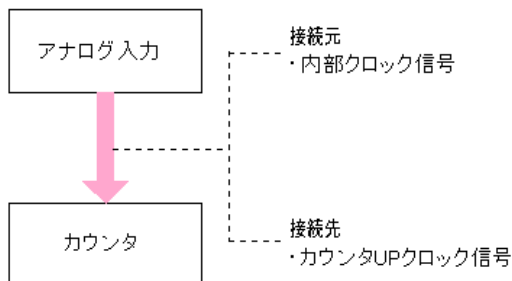 アナログ入力
接続元
・内部クロック信号
カウンタ
接続先
・カウンタUPクロック信号